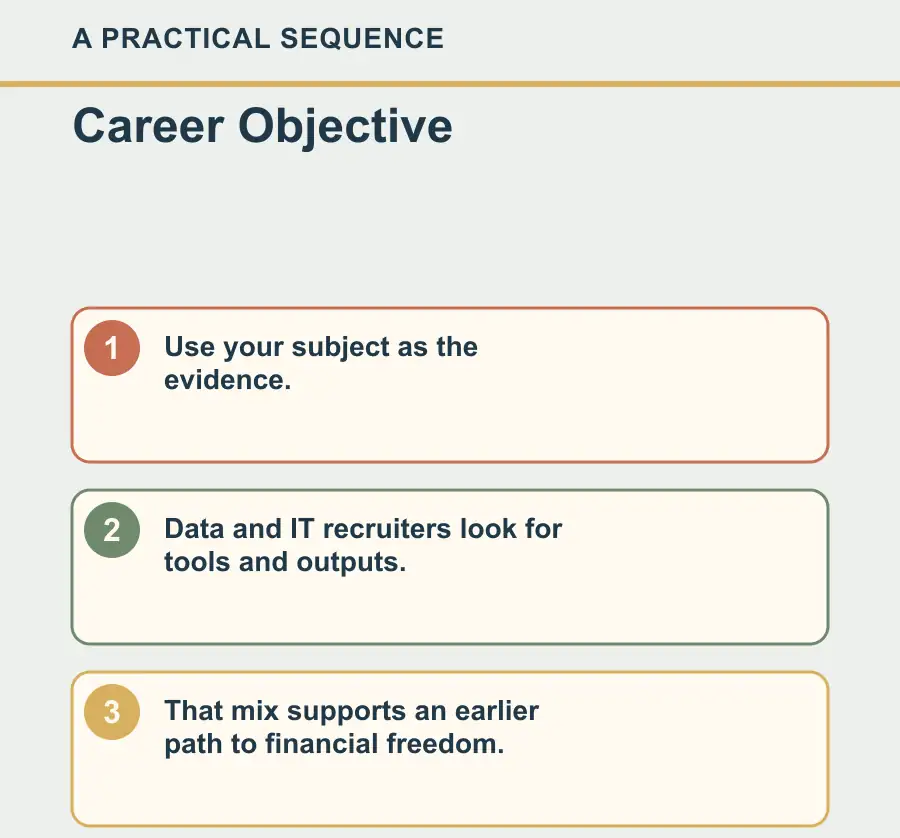 A PRACTICAL SEQUENCE
Career Objective
1
Use your subject as the
evidence.
2
Data and IT recruiters look for
tools and outputs.
3
That mix supports an earlier
path to financial freedom.